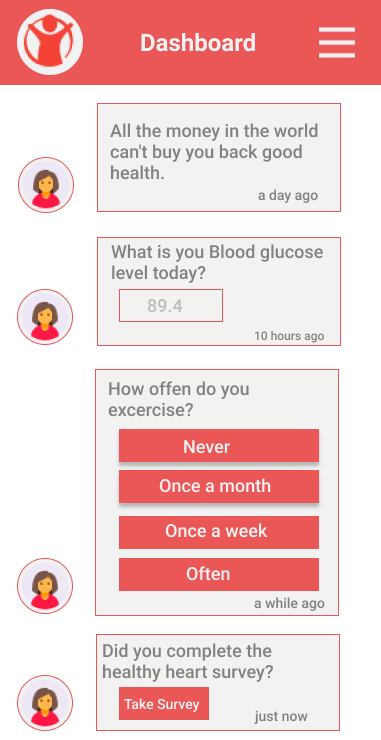 Dashboard
All the money in the world
can't buy you back good
health.
a day ago
What is you Blood glucose
level today?
89.4
10 hours ago
How offen do you
excercise?
Never
Once a month
Once a week
Often
a while ago
Did you complete the
healthy heart survey?
Take Survey
just now